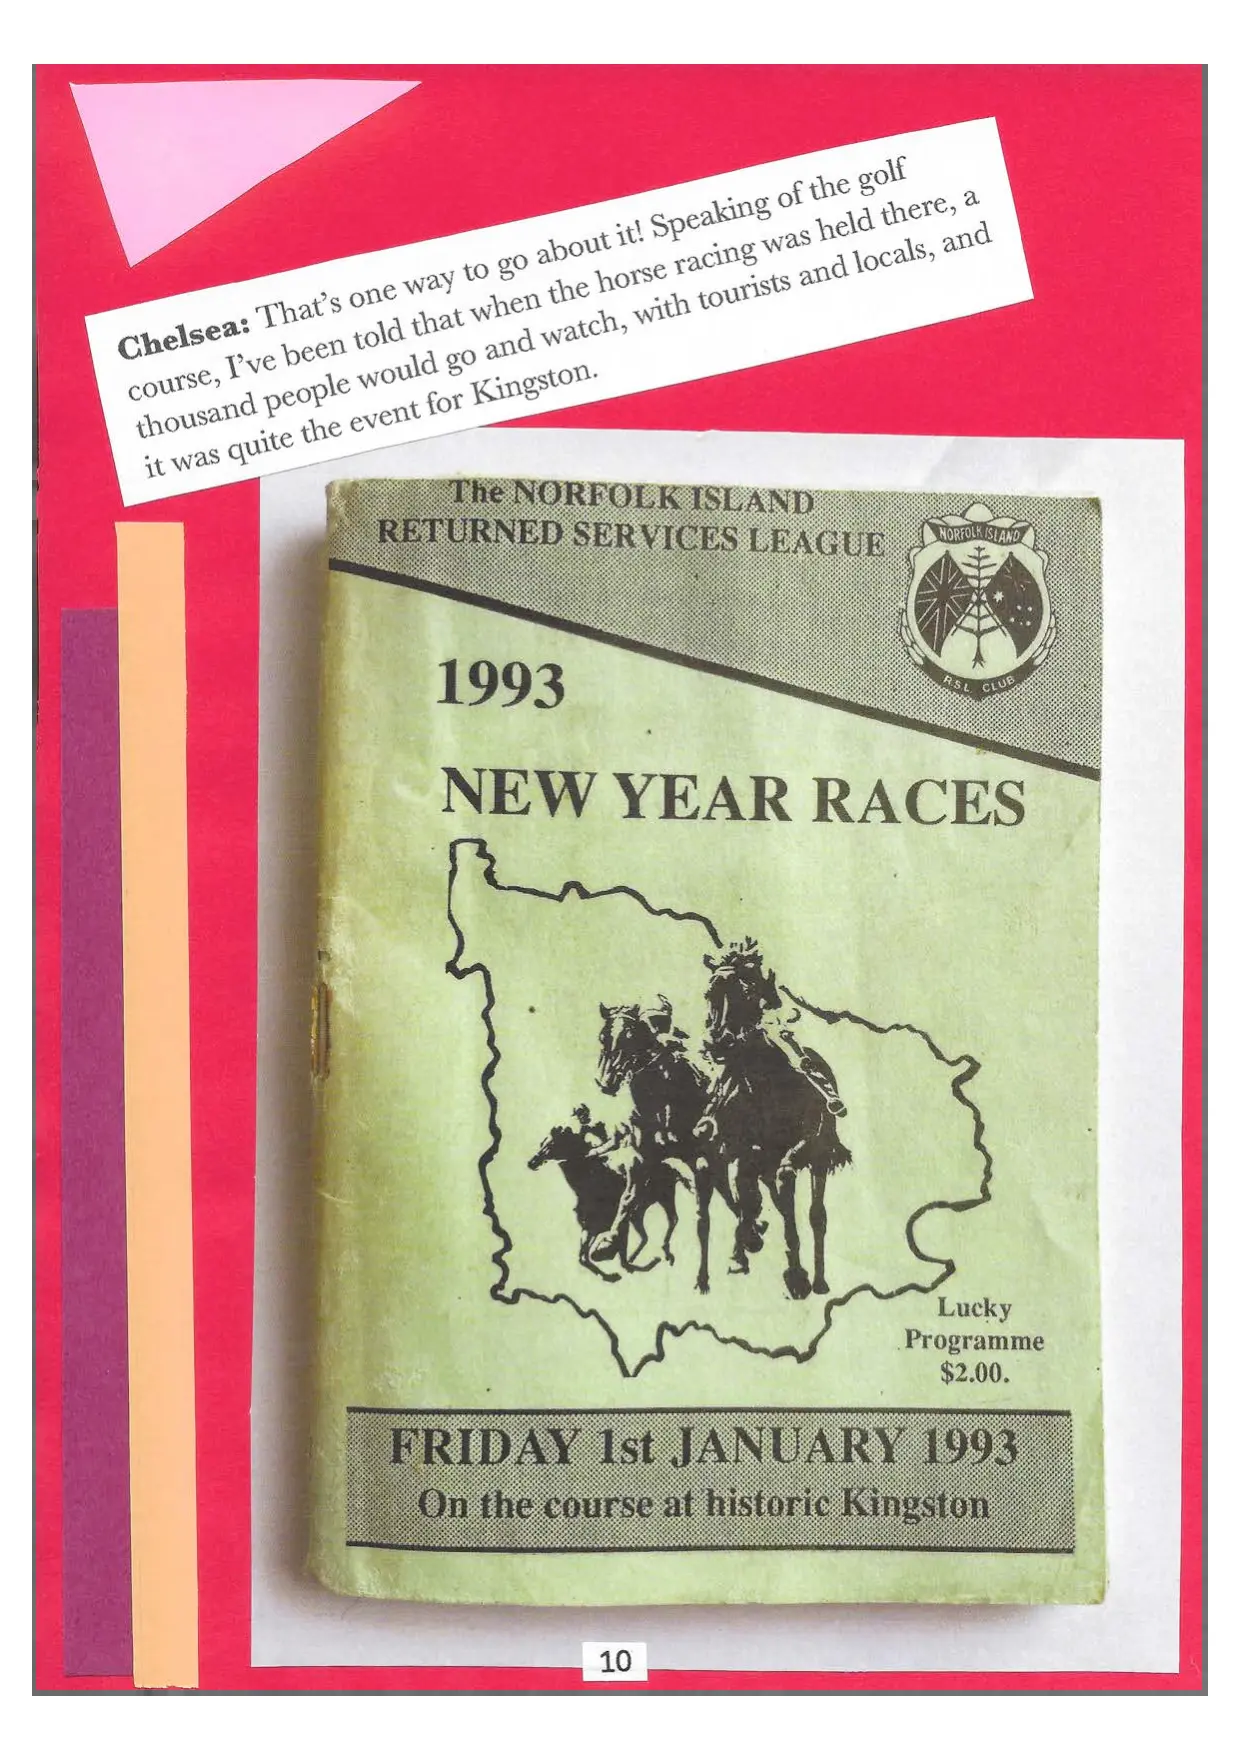 Chelsea: That's one way to go about it! Speaking of the golf
course, I've been told that when the horse racing was held there, a
thousand people would go and watch, with tourists and locals, and
it was quite the event for Kingston.
The NORFOLK ISLAND
RETURNED SERVICES LEAGUE
NORFOLK ISLAND
R.S.L. CLUB
1993
NEW YEAR RACES
Lucky
Programme
$2.00.
FRIDAY 1st JANUARY 1993
On the course at historic Kingston
10